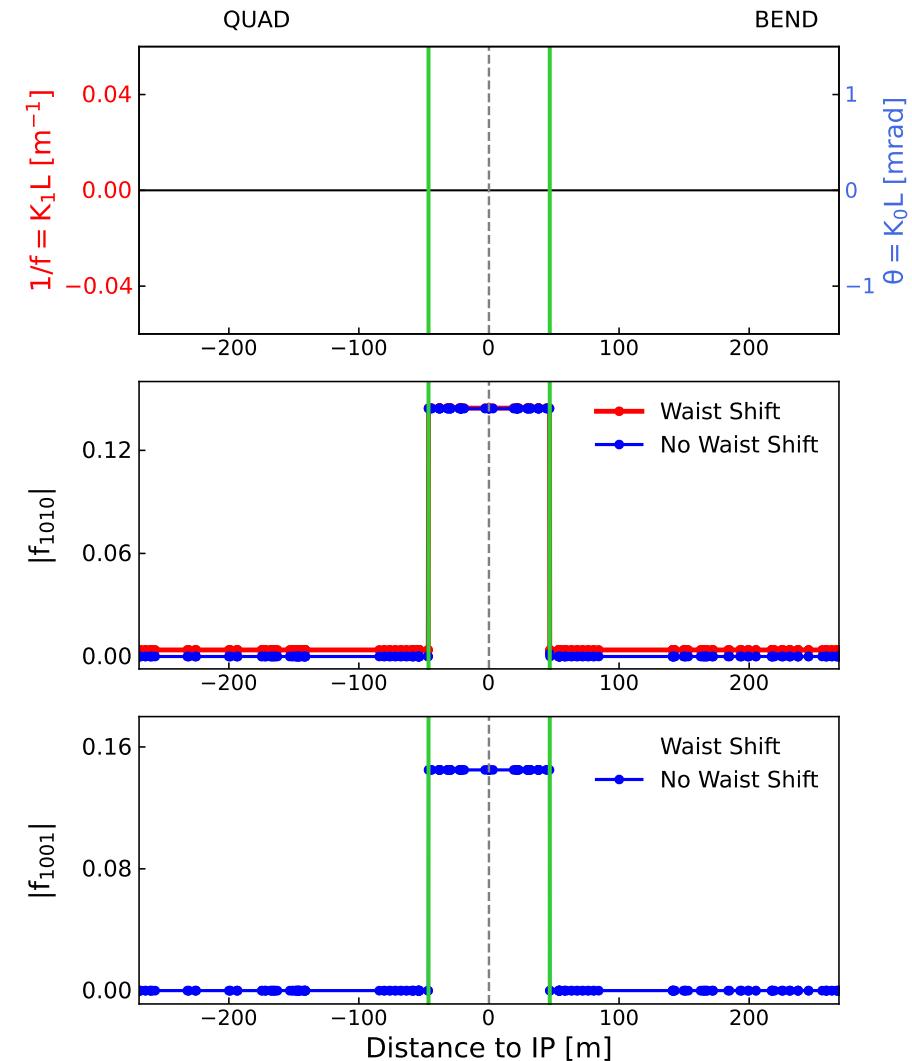 QUAD BEND
1/f = K₁L [m⁻¹]
0.04
0.00
−0.04
1
0
−1
θ = K₀L [mrad]
−200 −100 0 100 200
|f₁₀₁₀|
0.12
0.06
0.00
Waist Shift
No Waist Shift
−200 −100 0 100 200
|f₁₀₀₁|
0.16
0.08
0.00
Waist Shift
No Waist Shift
−200 −100 0 100 200
Distance to IP [m]